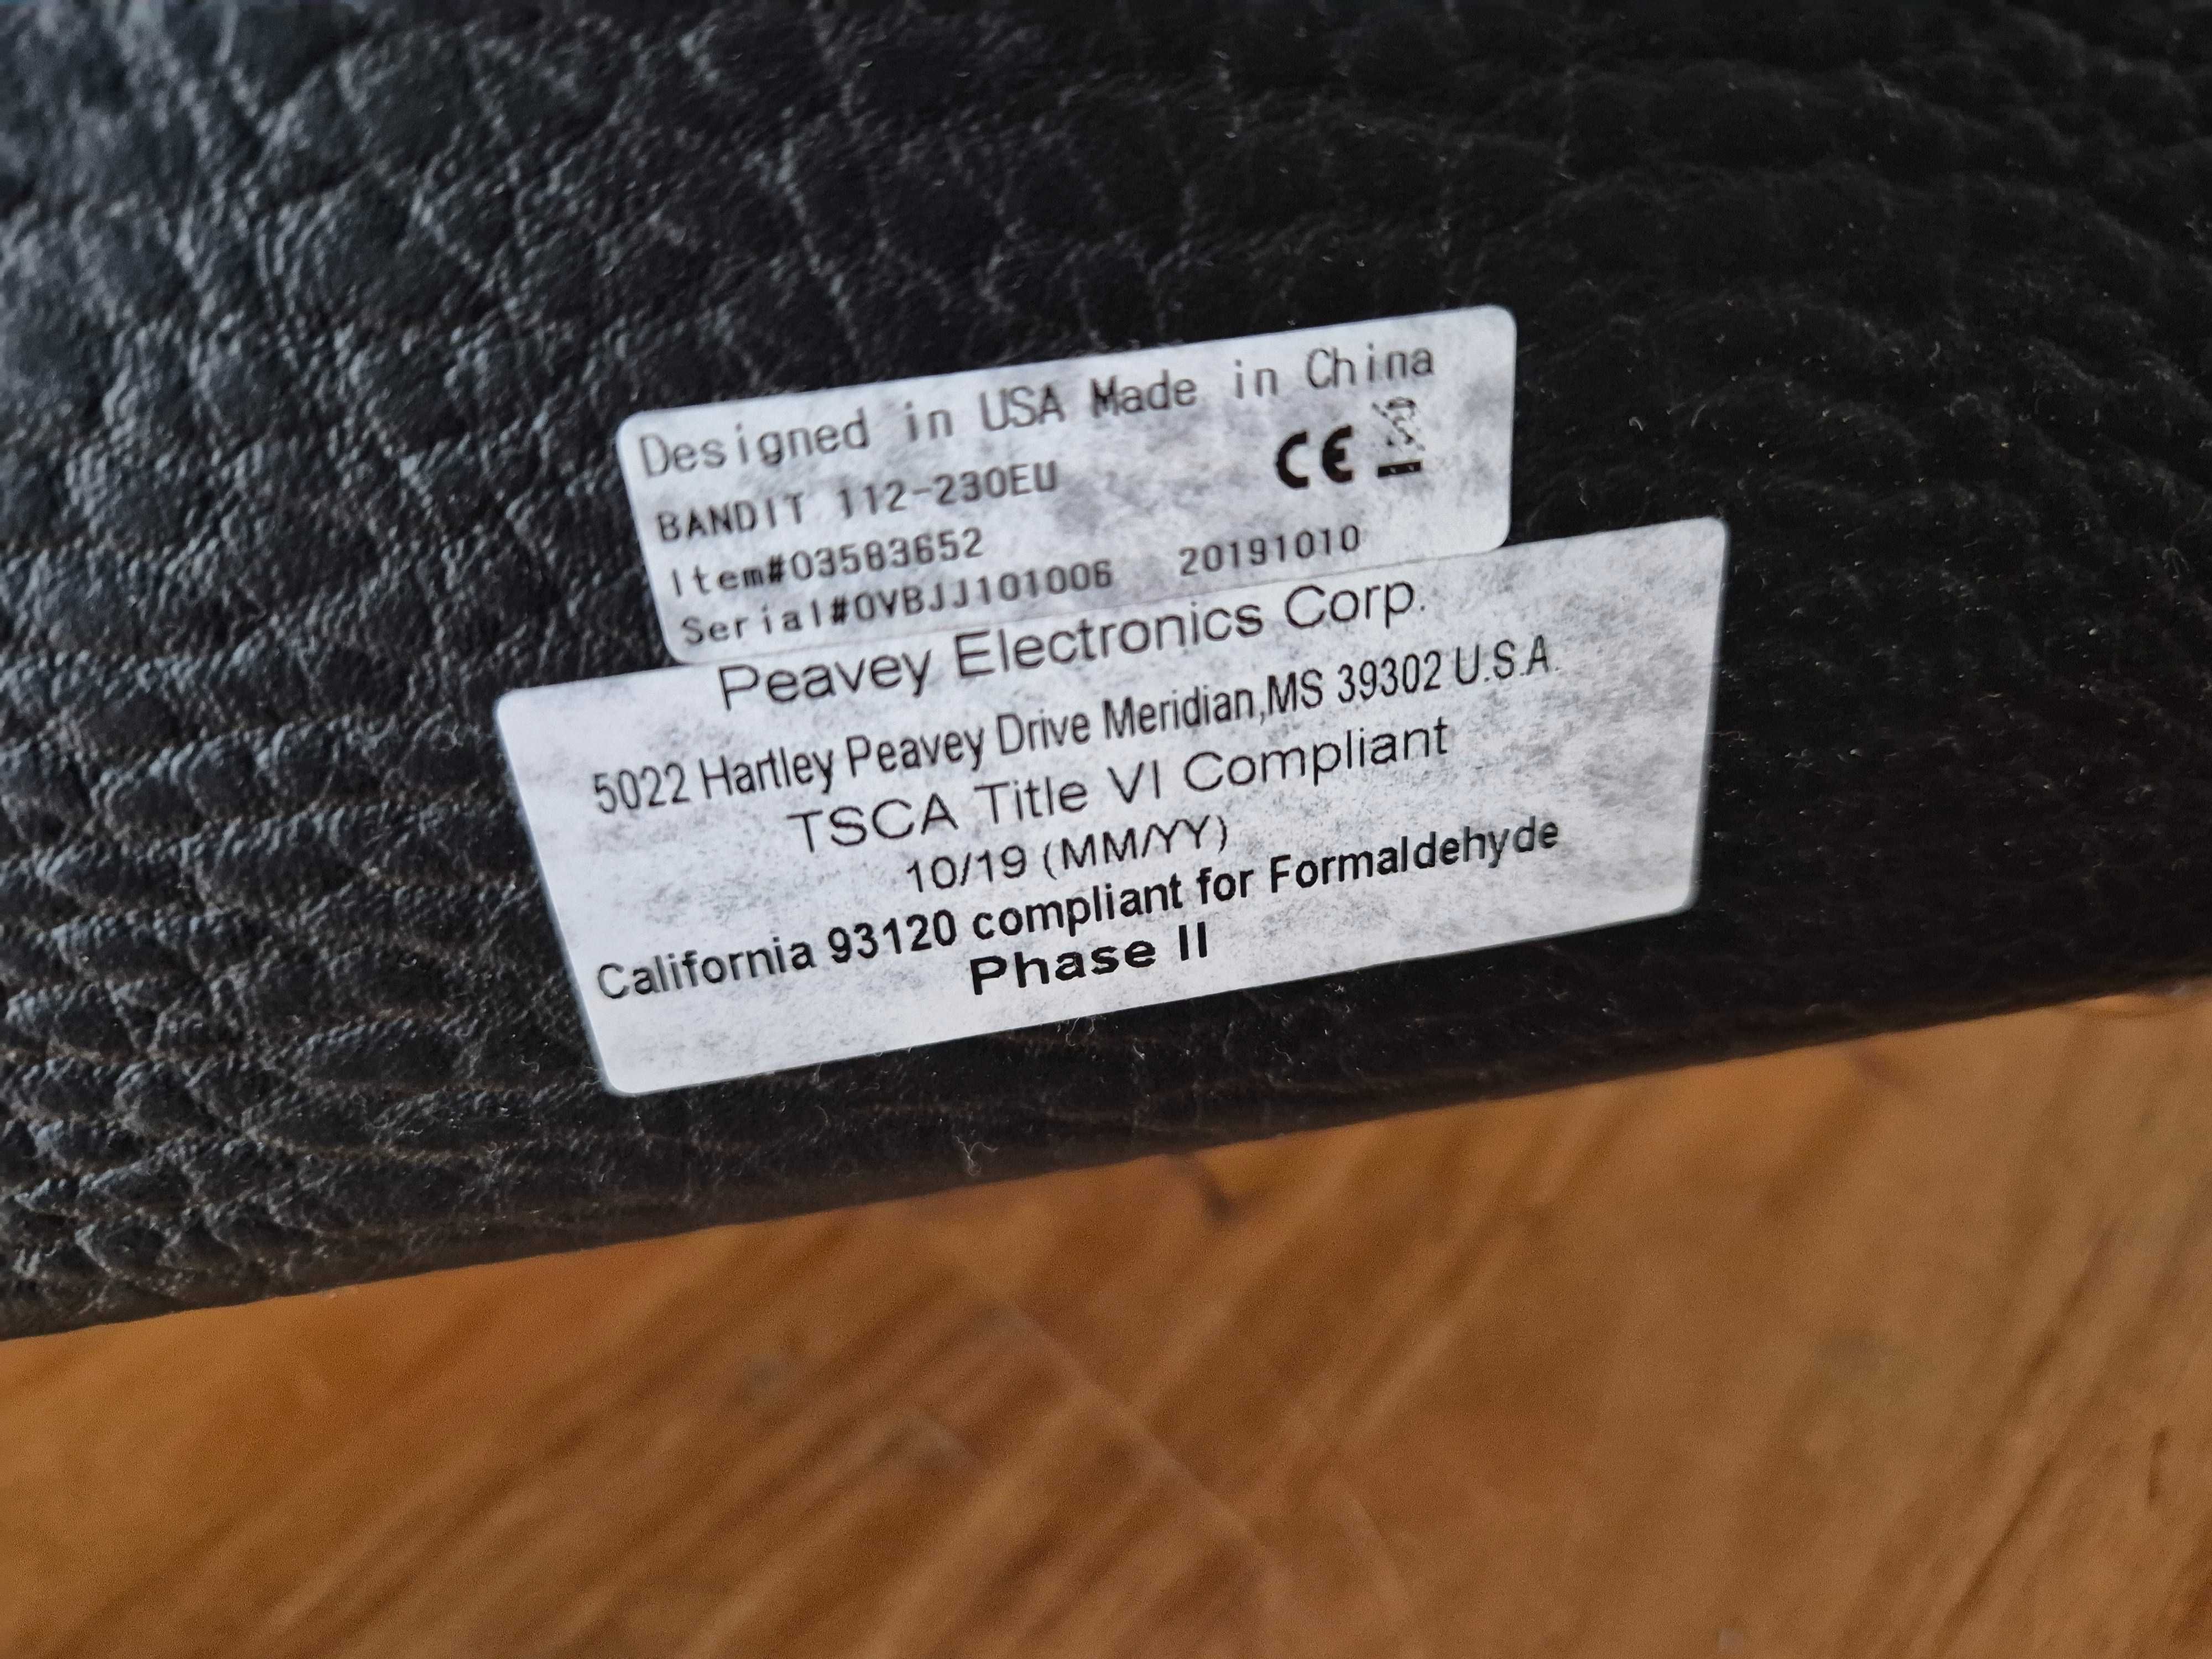 Designed in USA Made in China
BANDIT 112-230EU CE
Item#03583652
Serial#0VBJJ101006 20191010
Peavey Electronics Corp.
5022 Hartley Peavey Drive Meridian,MS 39302 U.S.A.
TSCA Title VI Compliant
10/19 (MM/YY)
California 93120 compliant for Formaldehyde
Phase II